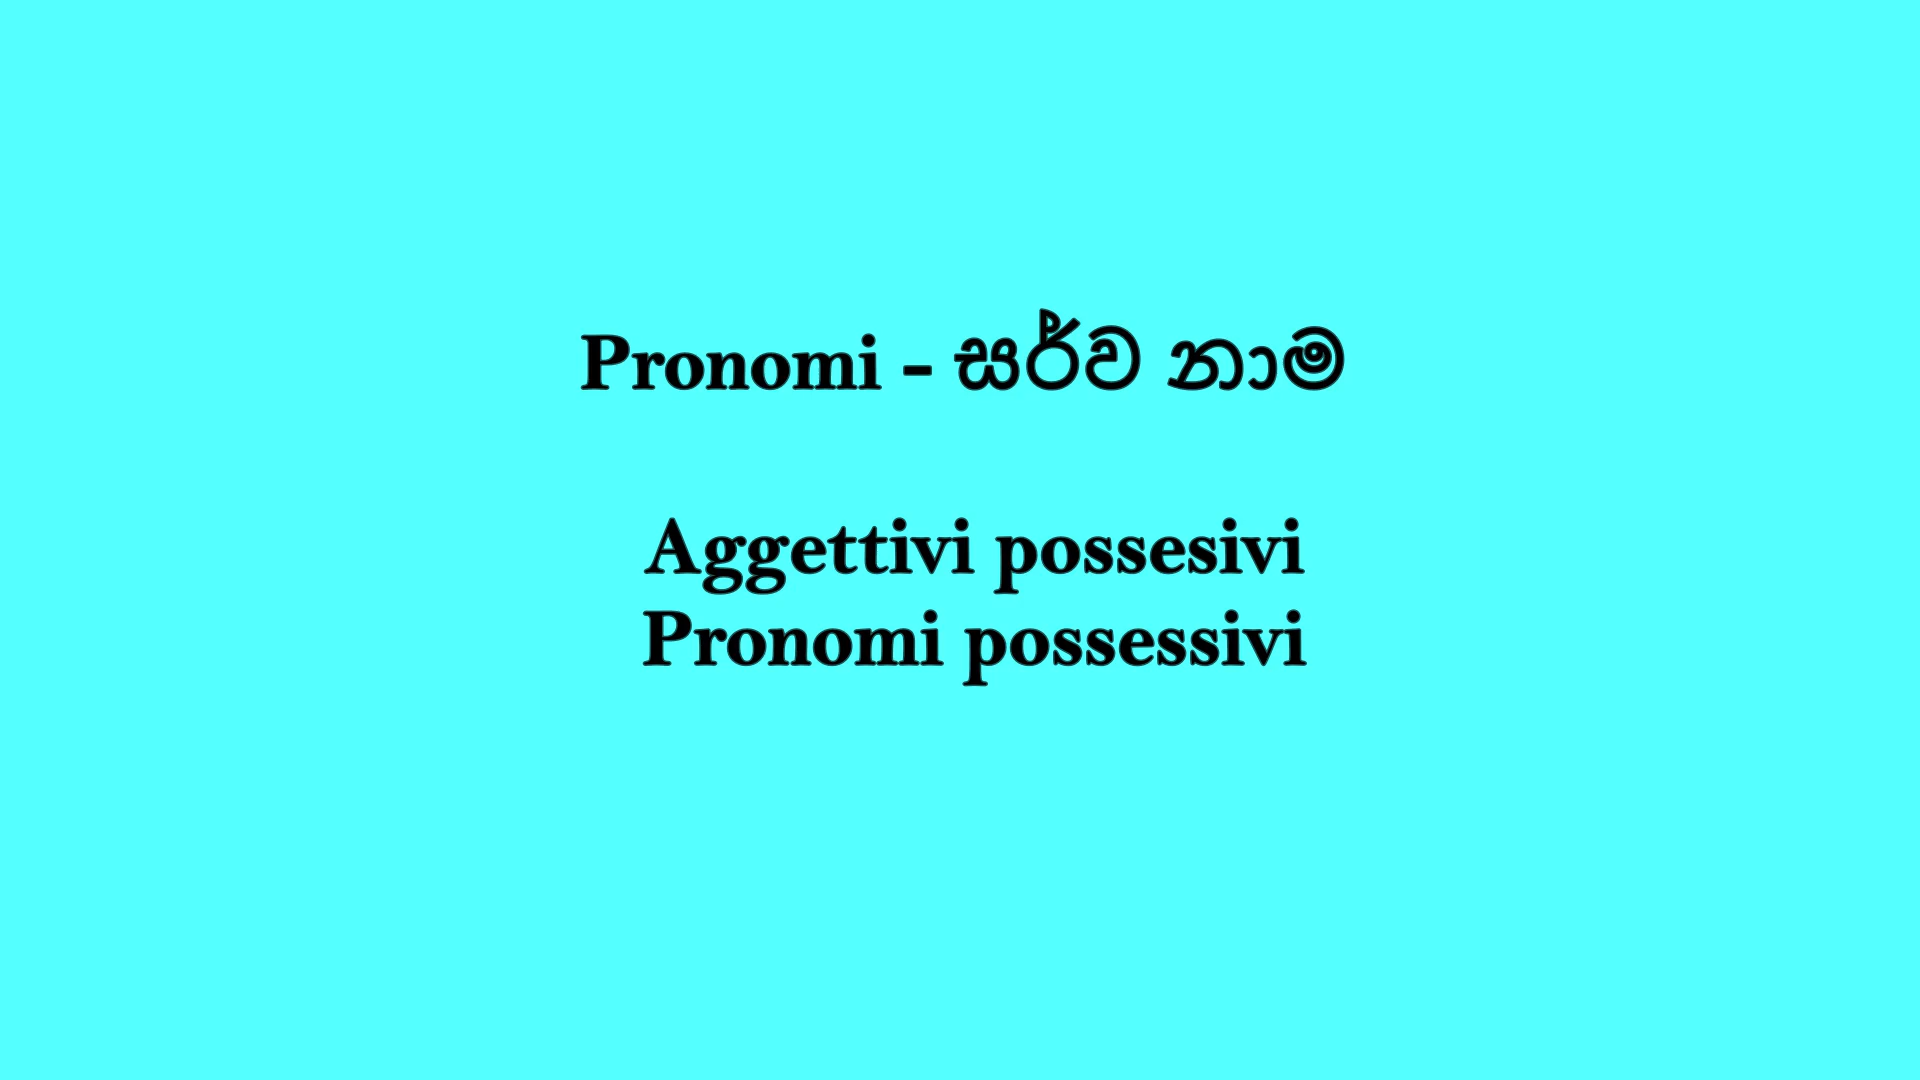 Pronomi - සර්ව නාම
Aggettivi possesivi
Pronomi possessivi